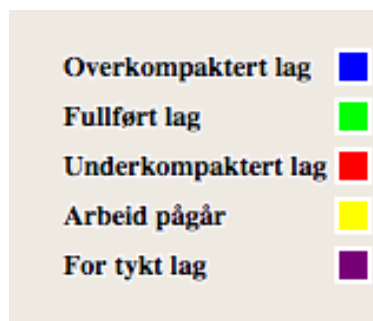 Overkompaktert lag
Fullført lag
Underkompaktert lag
Arbeid pågår
For tykt lag